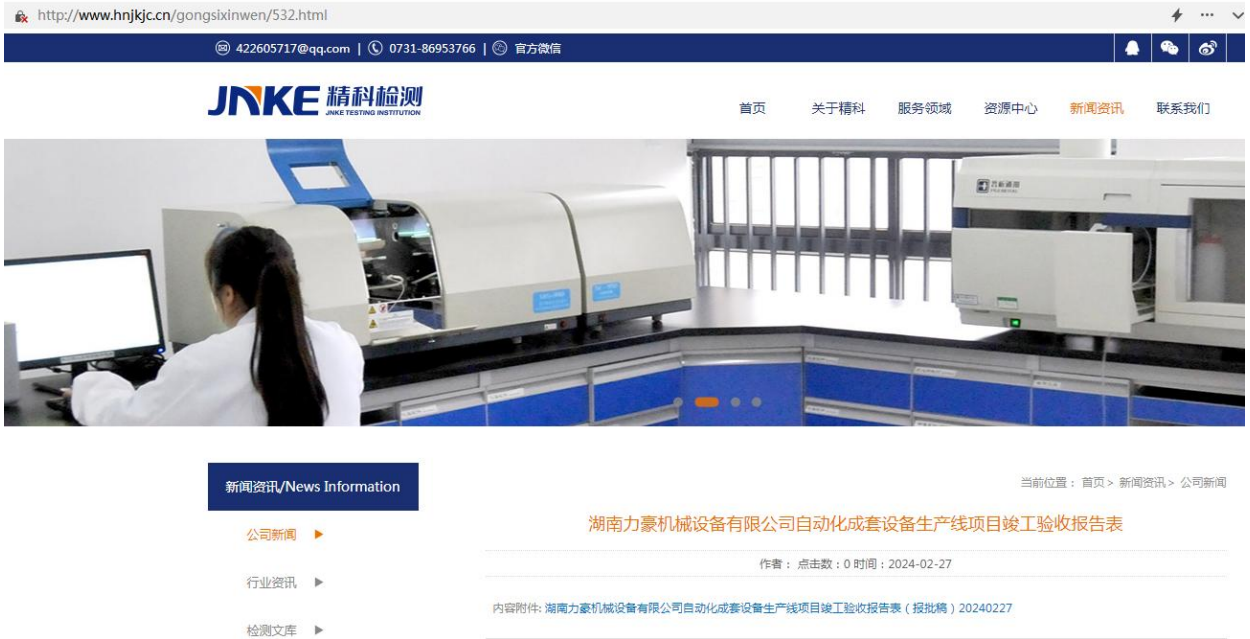 http://www.hnjkjc.cn/gongsixinwen/532.html
422605717@qq.com | 0731-86953766 | 官方微信
JNKE 精科检测
JNKE TESTING INSTITUTION
首页 关于精科 服务领域 资源中心 新闻资讯 联系我们
普析通用
新闻资讯/News Information
当前位置： 首页 > 新闻资讯 > 公司新闻
公司新闻
湖南力豪机械设备有限公司自动化成套设备生产线项目竣工验收报告表
作者： 点击数：0 时间：2024-02-27
行业资讯
内容附件: 湖南力豪机械设备有限公司自动化成套设备生产线项目竣工验收报告表（报批稿）20240227
检测文库